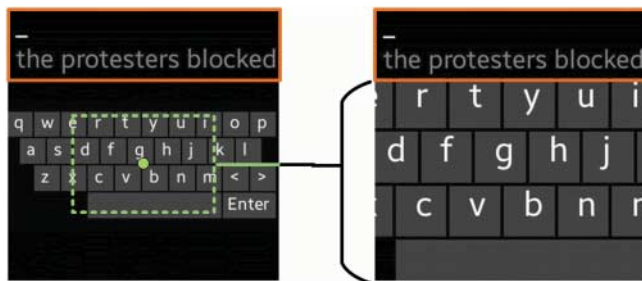 _
the protesters blocked
q w e r t y u i o p
a s d f g h j k l
z x c v b n m < >
Enter
_
the protesters blocked
r t y u i
d f g h j
c v b n